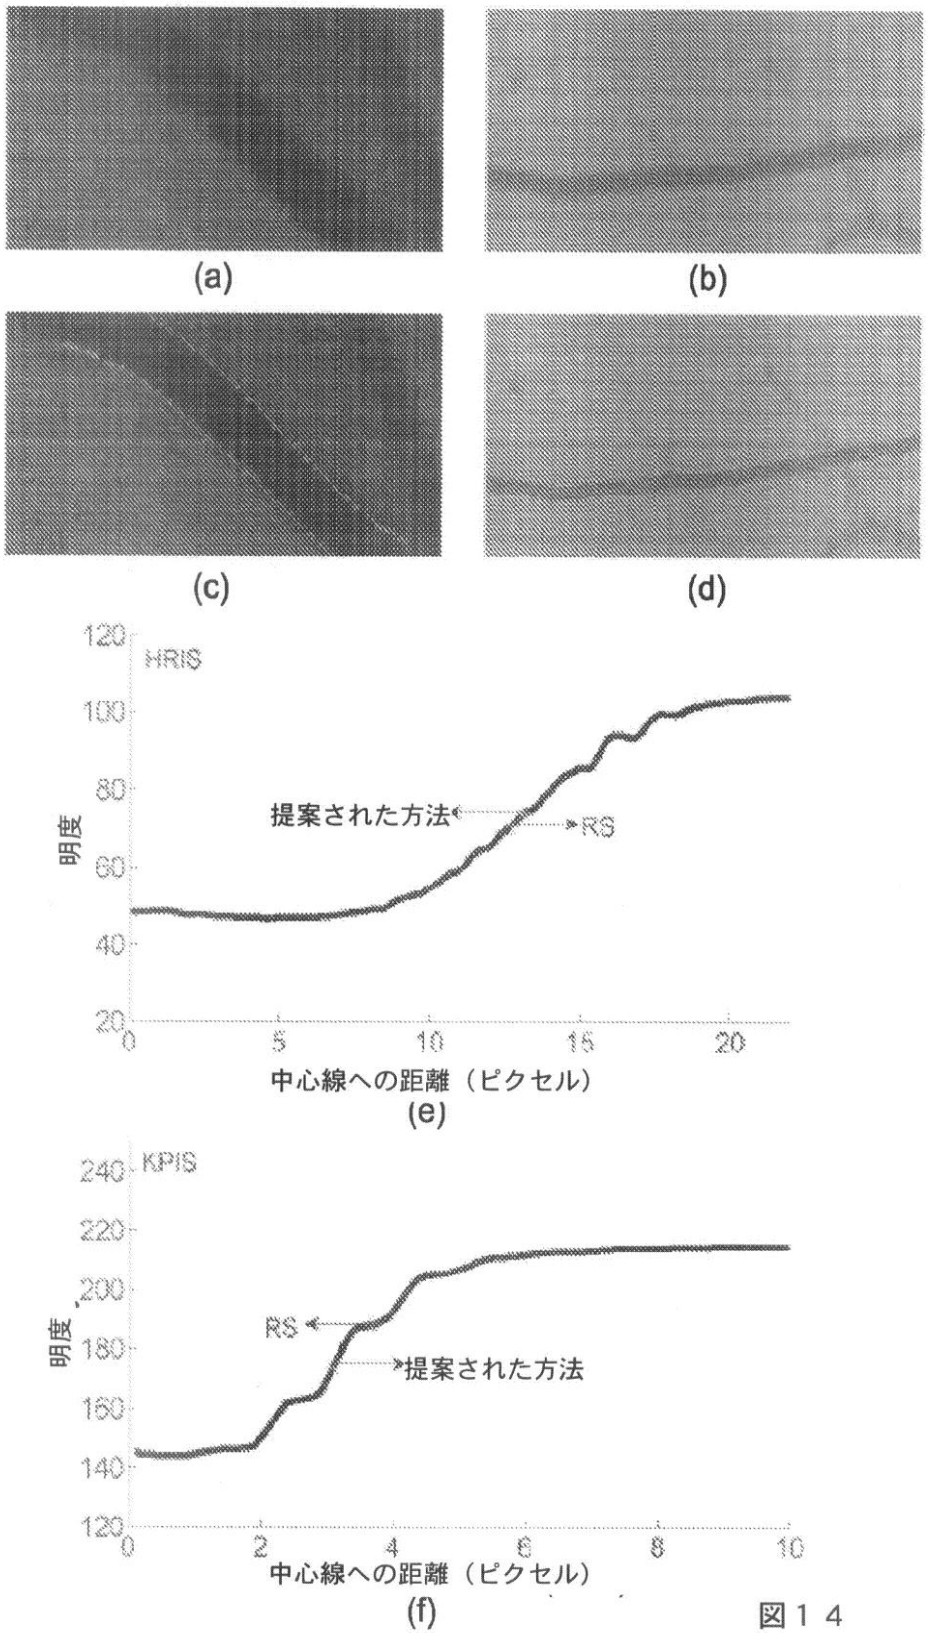 (a)
(b)
(c)
(d)
120
HRIS
100
80
提案された方法
RS
明度
60
40
20
0 5 10 15 20
中心線への距離（ピクセル）
(e)
240
KPIS
220
200
RS
明度
180
提案された方法
160
140
120
0 2 4 6 8 10
中心線への距離（ピクセル）
(f)
図１４